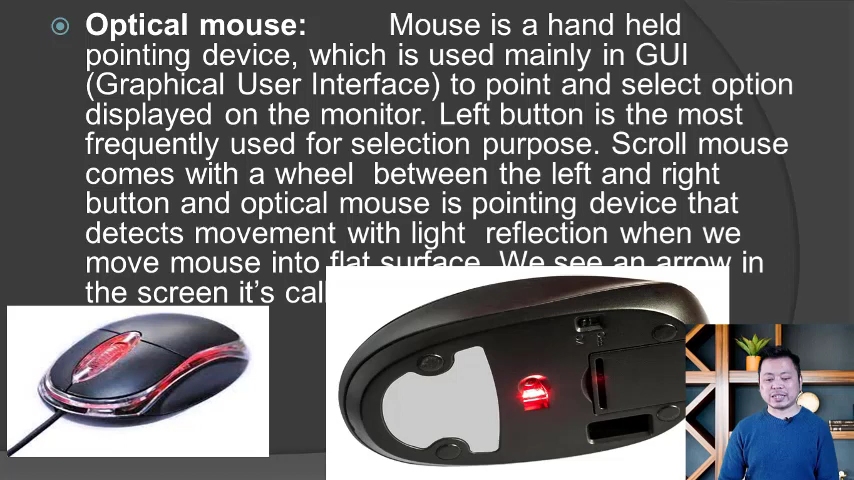 Optical mouse: Mouse is a hand held
pointing device, which is used mainly in GUI
(Graphical User Interface) to point and select option
displayed on the monitor. Left button is the most
frequently used for selection purpose. Scroll mouse
comes with a wheel between the left and right
button and optical mouse is pointing device that
detects movement with light reflection when we
move mouse into flat surface. We see an arrow in
the screen it's